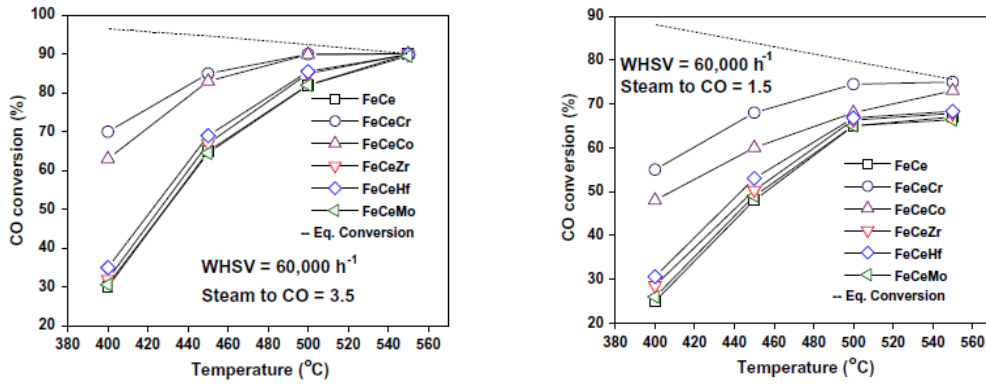 CO conversion (%)
100
90
80
70
60
50
40
30
20
FeCe
FeCeCr
FeCeCo
FeCeZr
FeCeHf
FeCeMo
-- Eq. Conversion
WHSV = 60,000 h⁻¹
Steam to CO = 3.5
380 400 420 440 460 480 500 520 540 560
Temperature (°C)
CO conversion (%)
90
80
70
60
50
40
30
20
WHSV = 60,000 h⁻¹
Steam to CO = 1.5
FeCe
FeCeCr
FeCeCo
FeCeZr
FeCeHf
FeCeMo
-- Eq. Conversion
380 400 420 440 460 480 500 520 540 560
Temperature (°C)